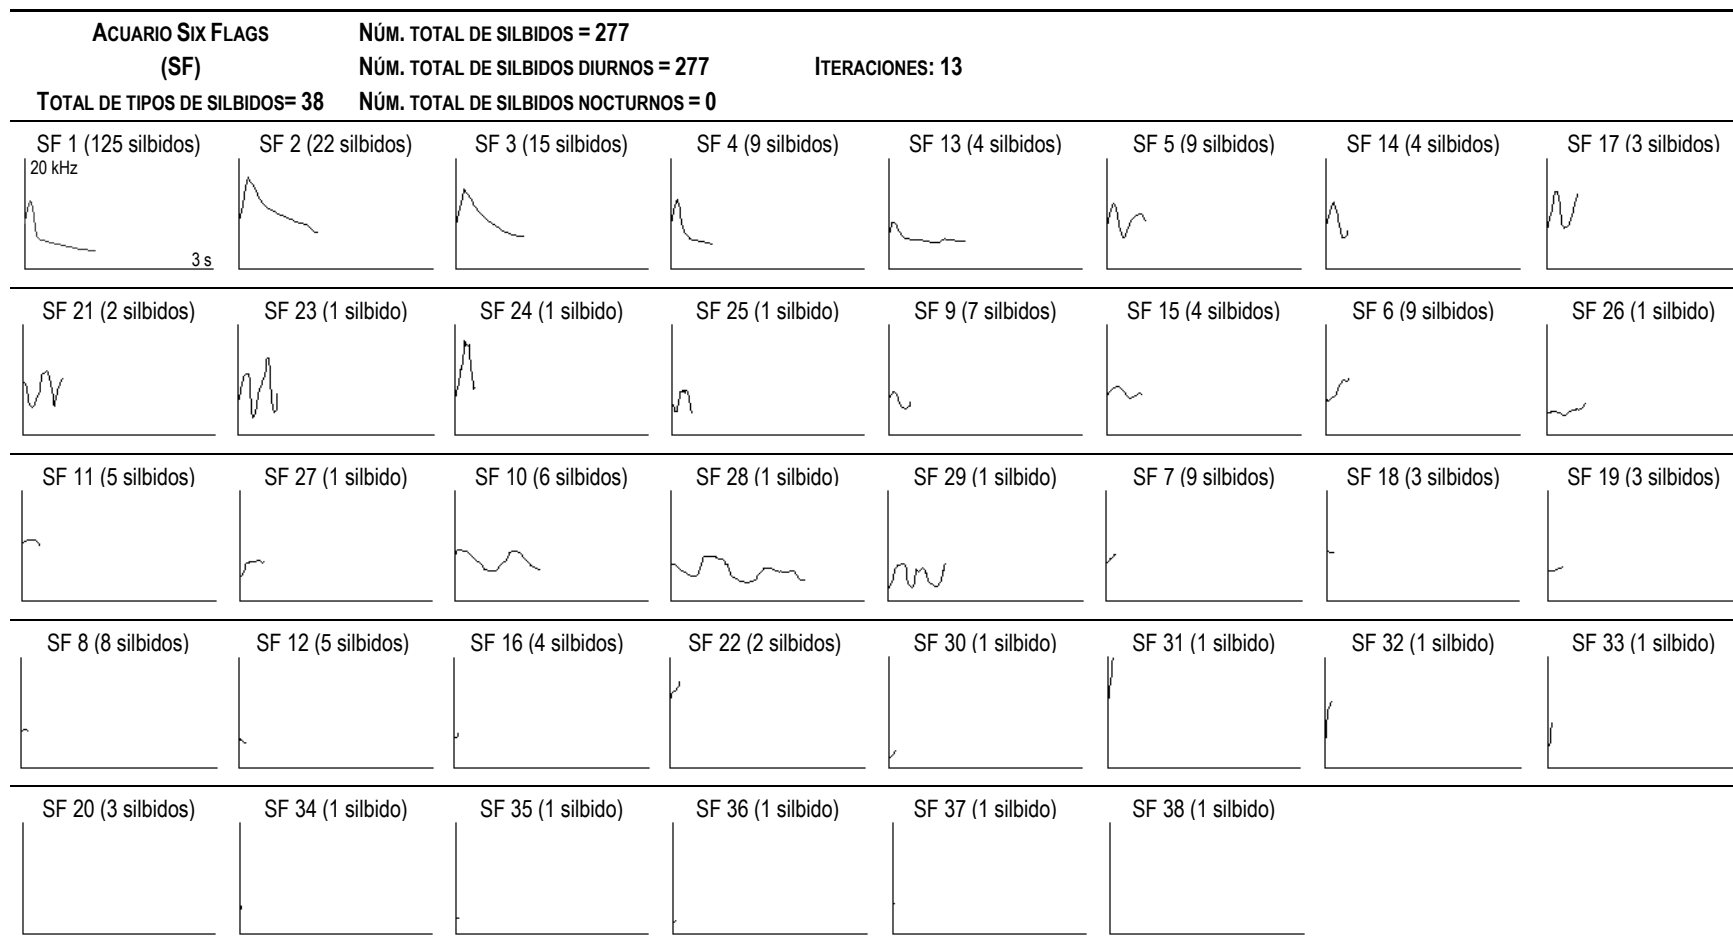 ACUARIO SIX FLAGS NÚM. TOTAL DE SILBIDOS = 277
(SF) NÚM. TOTAL DE SILBIDOS DIURNOS = 277 ITERACIONES: 13
TOTAL DE TIPOS DE SILBIDOS= 38 NÚM. TOTAL DE SILBIDOS NOCTURNOS = 0
SF 1 (125 silbidos) SF 2 (22 silbidos) SF 3 (15 silbidos) SF 4 (9 silbidos) SF 13 (4 silbidos) SF 5 (9 silbidos) SF 14 (4 silbidos) SF 17 (3 silbidos)
20 kHz
3 s
SF 21 (2 silbidos) SF 23 (1 silbido) SF 24 (1 silbido) SF 25 (1 silbido) SF 9 (7 silbidos) SF 15 (4 silbidos) SF 6 (9 silbidos) SF 26 (1 silbido)
SF 11 (5 silbidos) SF 27 (1 silbido) SF 10 (6 silbidos) SF 28 (1 silbido) SF 29 (1 silbido) SF 7 (9 silbidos) SF 18 (3 silbidos) SF 19 (3 silbidos)
SF 8 (8 silbidos) SF 12 (5 silbidos) SF 16 (4 silbidos) SF 22 (2 silbidos) SF 30 (1 silbido) SF 31 (1 silbido) SF 32 (1 silbido) SF 33 (1 silbido)
SF 20 (3 silbidos) SF 34 (1 silbido) SF 35 (1 silbido) SF 36 (1 silbido) SF 37 (1 silbido) SF 38 (1 silbido)